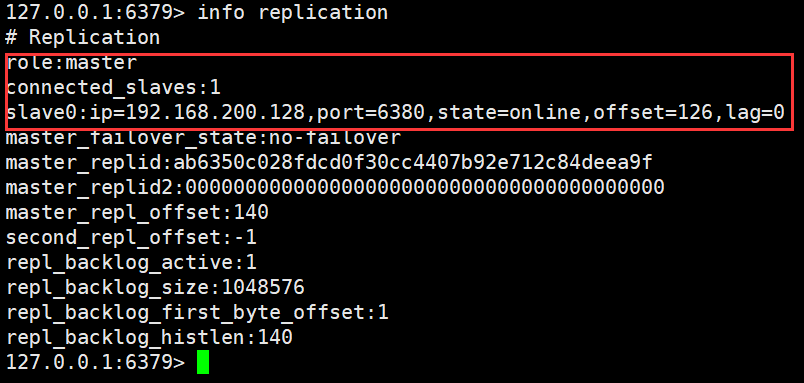 127.0.0.1:6379> info replication
# Replication
role:master
connected_slaves:1
slave0:ip=192.168.200.128,port=6380,state=online,offset=126,lag=0
master_failover_state:no-failover
master_replid:ab6350c028fdcd0f30cc4407b92e712c84deea9f
master_replid2:0000000000000000000000000000000000000000
master_repl_offset:140
second_repl_offset:-1
repl_backlog_active:1
repl_backlog_size:1048576
repl_backlog_first_byte_offset:1
repl_backlog_histlen:140
127.0.0.1:6379>